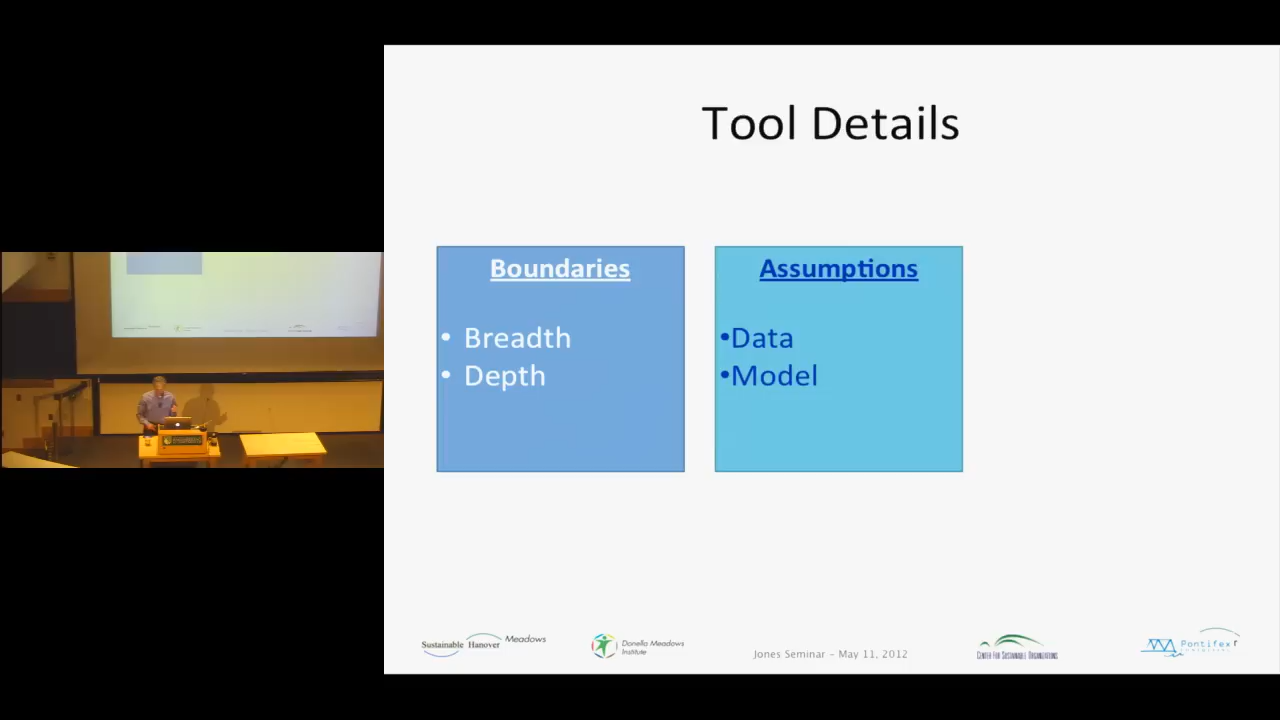 Tool Details
Boundaries
• Breadth
• Depth
Assumptions
•Data
•Model
Sustainable Hanover Meadows
Donella Meadows
Institute
Jones Seminar – May 11, 2012
Center for Sustainable Organizations
Pontifex